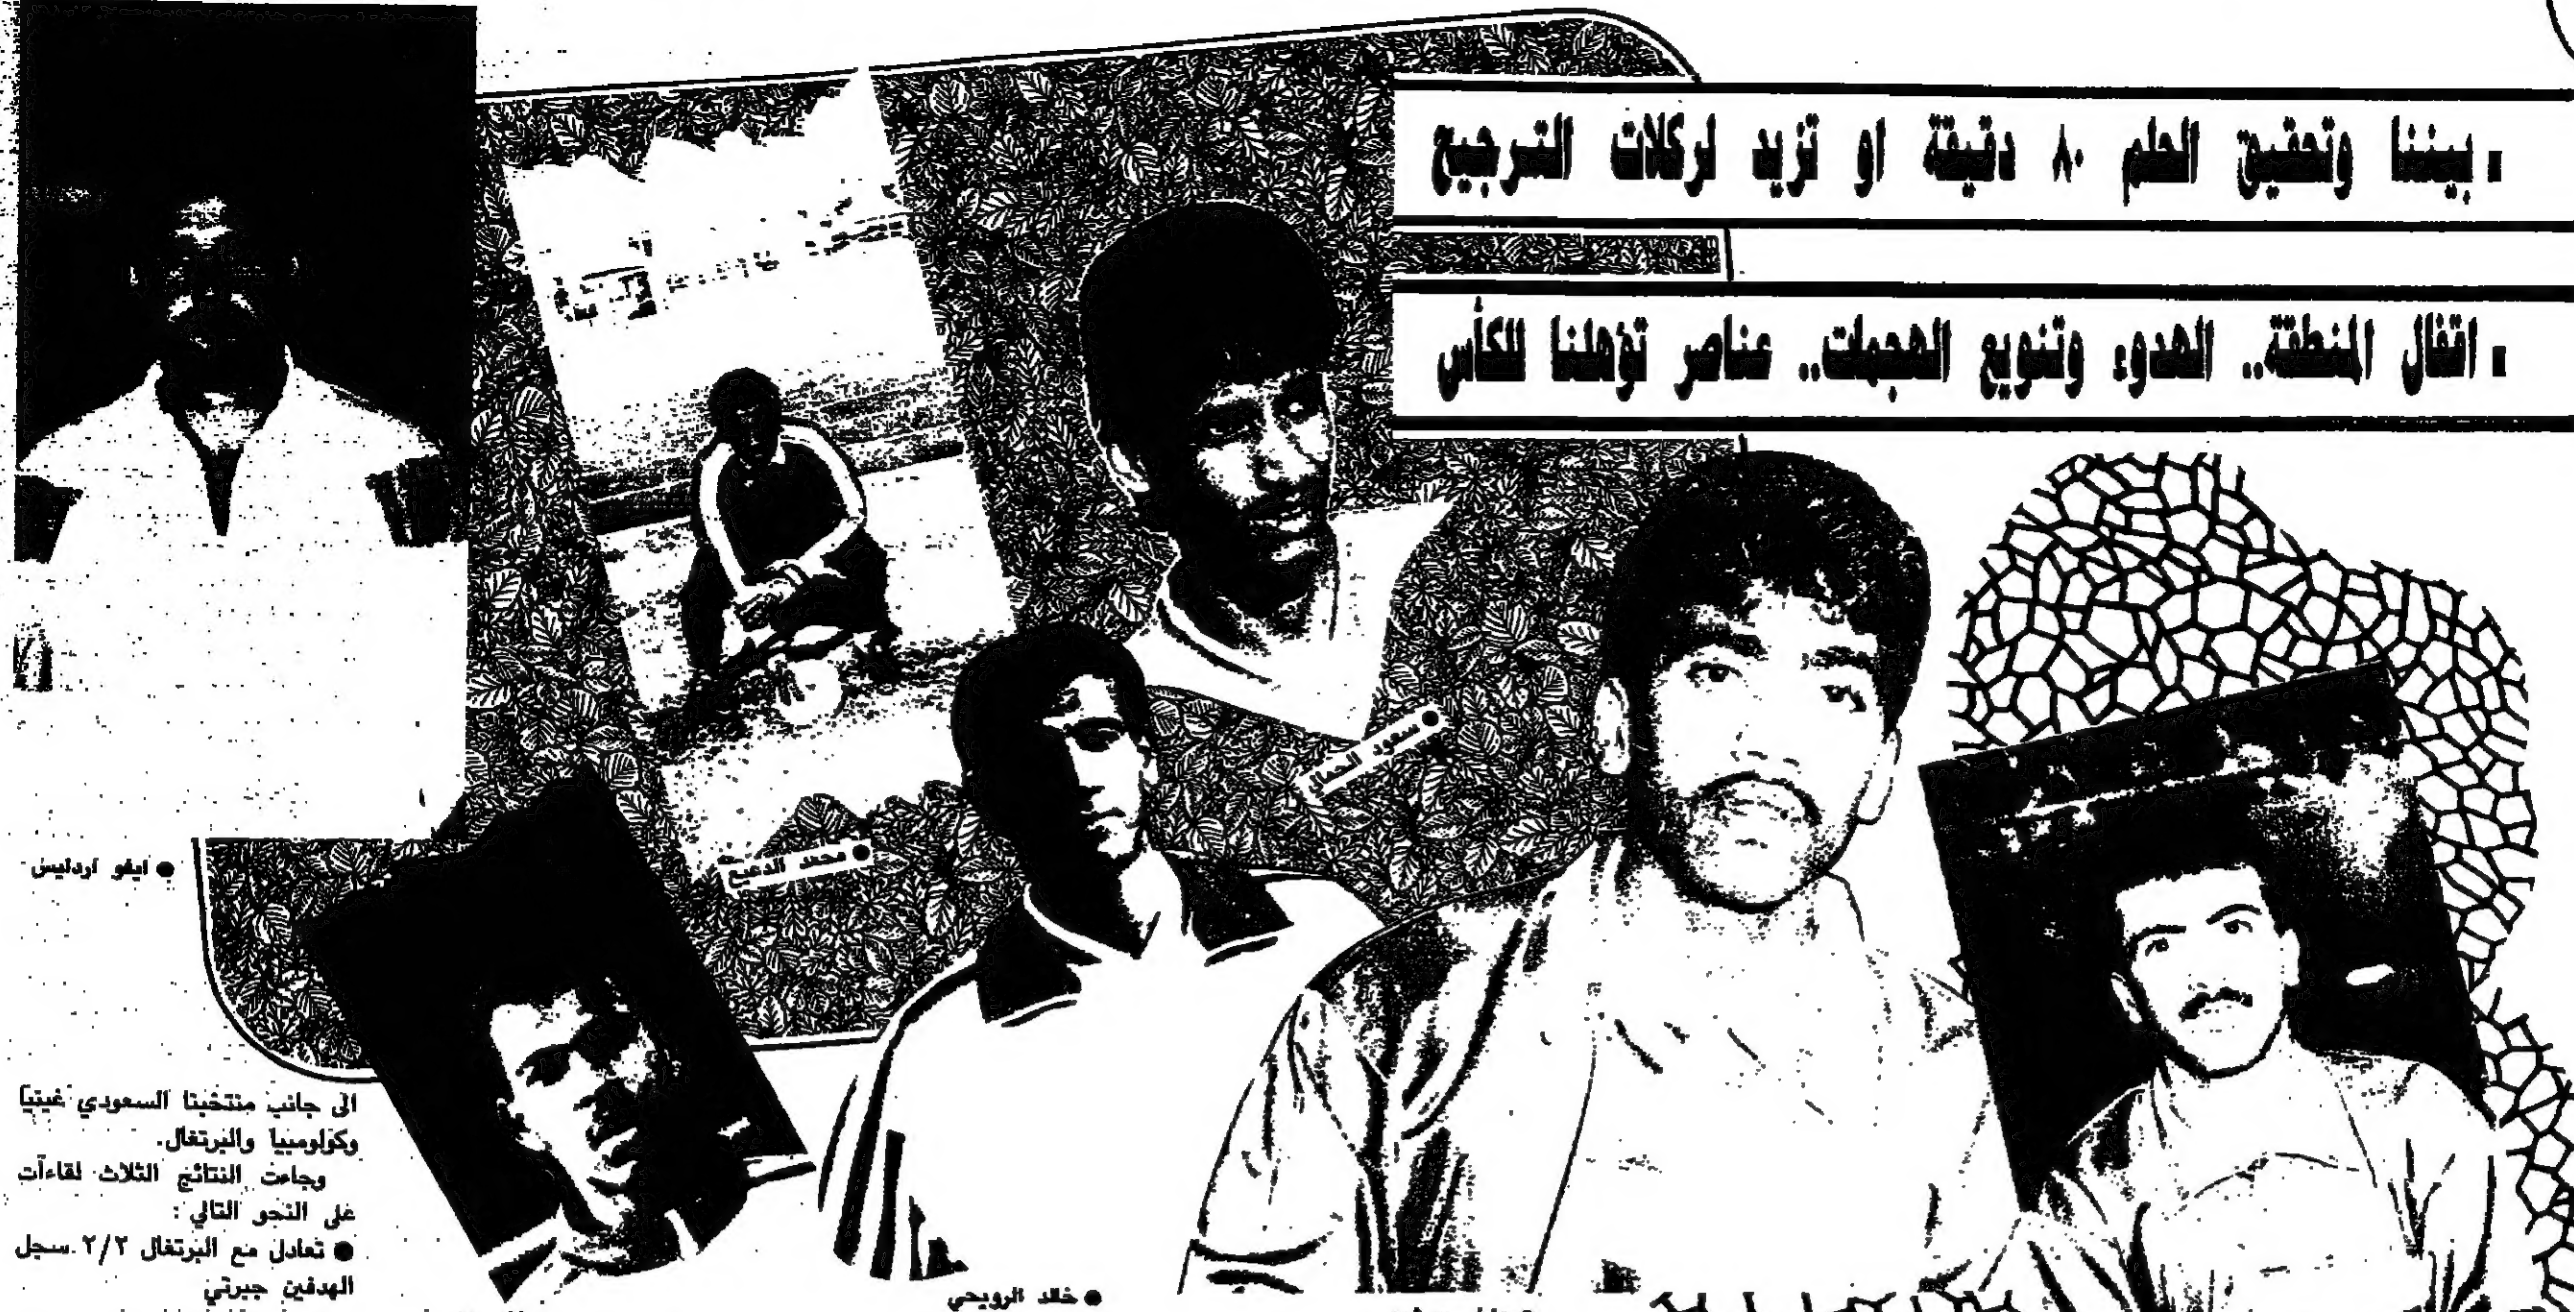 ▪ بيننا وتحقيق الحلم ٨٠ دقيقة او تزيد لركلات الترجيح
▪ اقفال المنطقة.. الهدوء وتنويع الهجمات.. عناصر تؤهلنا للكأس
● سعود
● محمد الدعيع
● ايفو اردليس
● خالد الرويحي
الى جانب منتخبنا السعودي غينيا
وكولومبيا والبرتغال.
وجاءت النتائج الثلاث لقاءات
على النحو التالي :
● تعادل مع البرتغال ٢/٢ سجل
الهدفين جبرتي